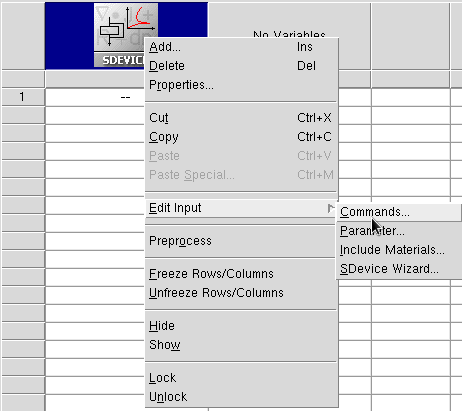 No Variables
SDEVICE
1
--
Add... Ins
Delete Del
Properties...
Cut Ctrl+X
Copy Ctrl+C
Paste Ctrl+V
Paste Special... Ctrl+M
Edit Input
Commands...
Parameter...
Include Materials...
SDevice Wizard...
Preprocess
Freeze Rows/Columns
Unfreeze Rows/Columns
Hide
Show
Lock
Unlock